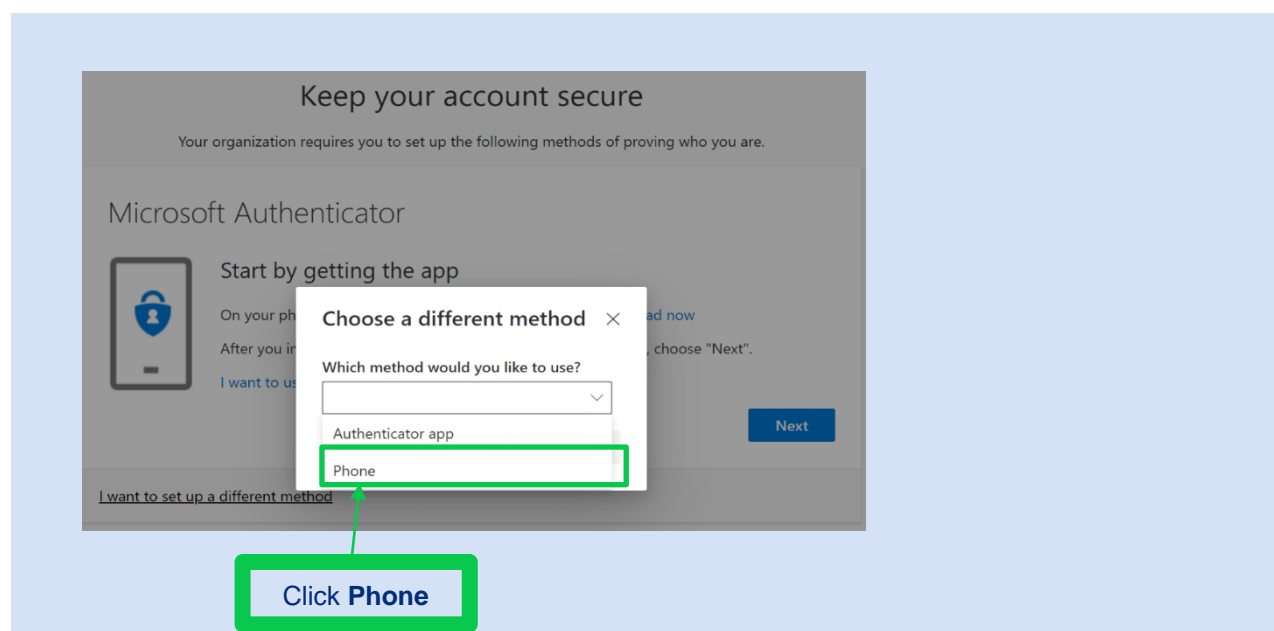 Keep your account secure
Your organization requires you to set up the following methods of proving who you are.
Microsoft Authenticator
Start by getting the app
On your ph
ad now
After you in
, choose "Next".
I want to us
Choose a different method
Which method would you like to use?
Authenticator app
Phone
Next
I want to set up a different method
Click Phone